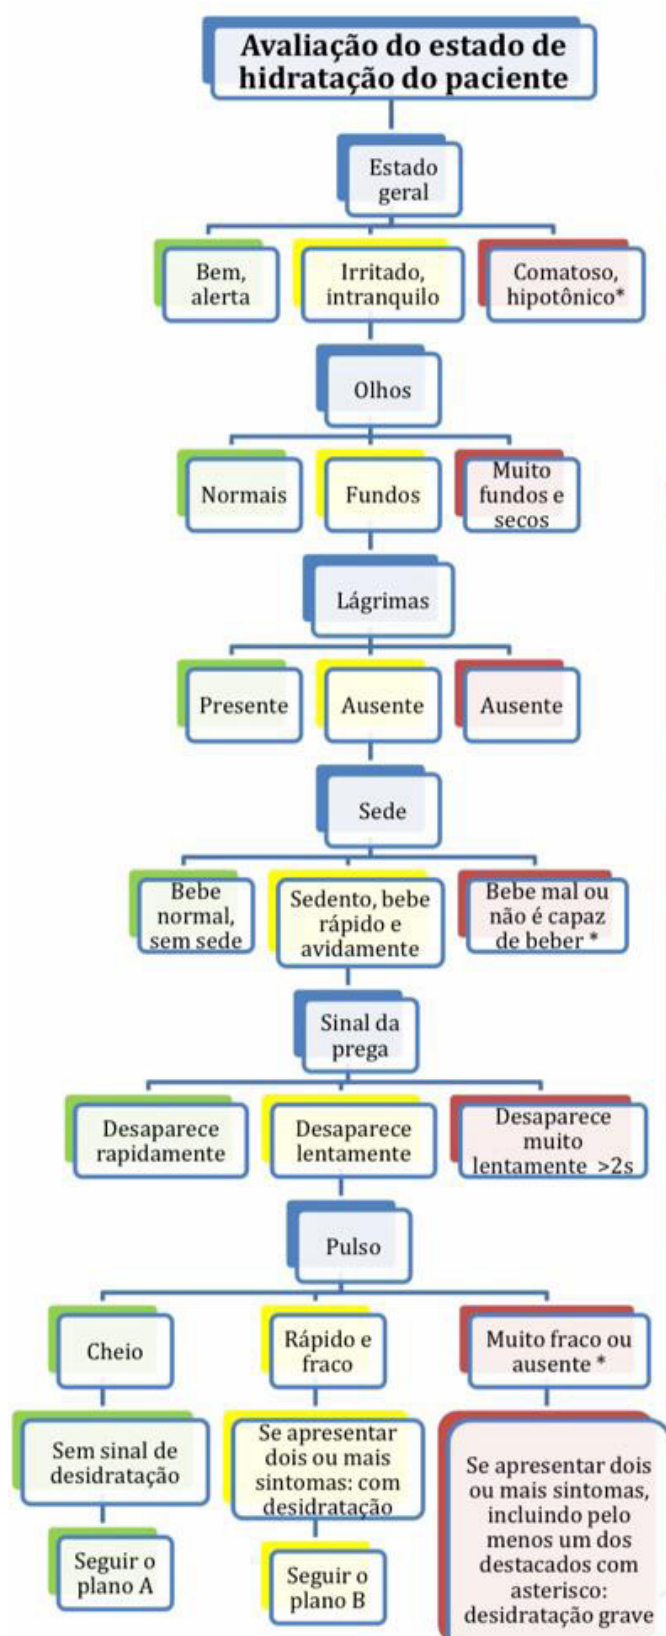 Avaliação do estado de
hidratação do paciente
Estado
geral
Bem,
alerta
Irritado,
intranquilo
Comatoso,
hipotônico*
Olhos
Normais
Fundos
Muito
fundos e
secos
Lágrimas
Presente
Ausente
Ausente
Sede
Bebe
normal,
sem sede
Sedento, bebe
rápido e
avidamente
Bebe mal ou
não é capaz
de beber *
Sinal da
prega
Desaparece
rapidamente
Desaparece
lentamente
Desaparece
muito
lentamente >2s
Pulso
Cheio
Rápido e
fraco
Muito fraco ou
ausente *
Sem sinal de
desidratação
Se apresentar
dois ou mais
sintomas: com
desidratação
Se apresentar dois
ou mais sintomas,
incluindo pelo
menos um dos
destacados com
asterisco:
desidratação grave
Seguir o
plano A
Seguir o
plano B